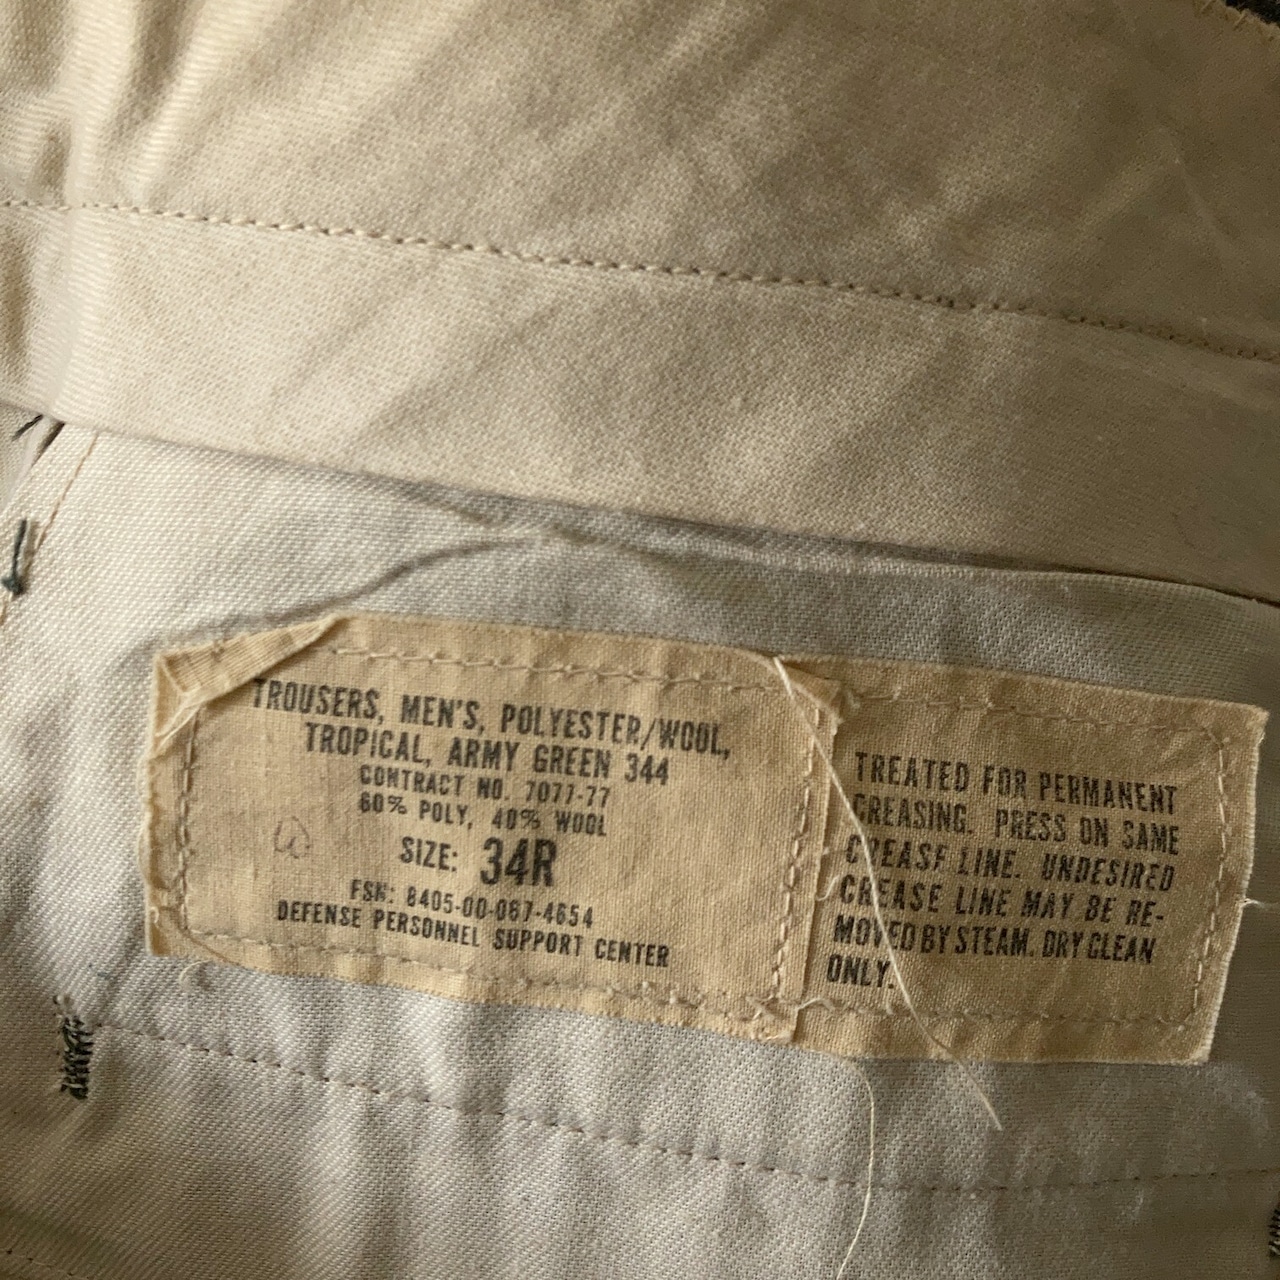 TROUSERS, MEN'S, POLYESTER/WOOL,
TROPICAL, ARMY GREEN 344
CONTRACT NO. 7077-77
60% POLY, 40% WOOL
SIZE: 34R
FSN: 8405-00-067-4654
DEFENSE PERSONNEL SUPPORT CENTER
TREATED FOR PERMANENT
CREASING. PRESS ON SAME
CREASE LINE. UNDESIRED
CREASE LINE MAY BE RE-
MOVED BY STEAM. DRY CLEAN
ONLY.